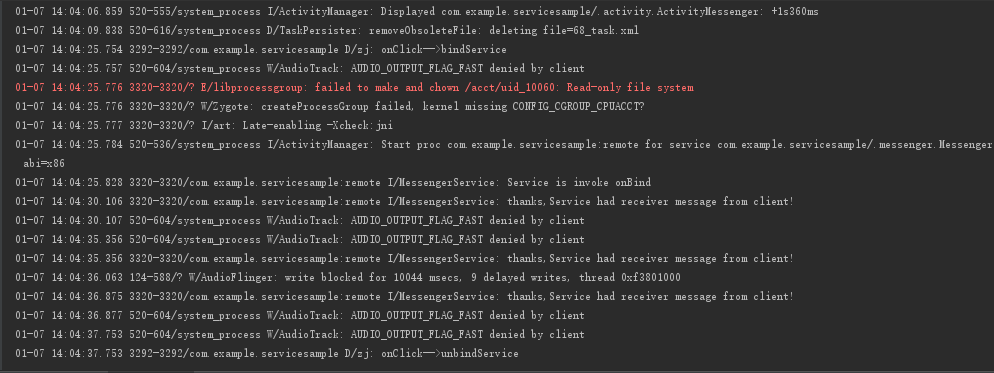 01-07 14:04:06.859 520-555/system_process I/ActivityManager: Displayed com.example.servicesample/.activity.ActivityMessenger: +1s360ms
01-07 14:04:09.838 520-616/system_process D/TaskPersister: removeObsoleteFile: deleting file=68_task.xml
01-07 14:04:25.754 3292-3292/com.example.servicesample D/zj: onClick-->bindService
01-07 14:04:25.757 520-604/system_process W/AudioTrack: AUDIO_OUTPUT_FLAG_FAST denied by client
01-07 14:04:25.776 3320-3320/? E/libprocessgroup: failed to make and chown /acct/uid_10060: Read-only file system
01-07 14:04:25.776 3320-3320/? W/Zygote: createProcessGroup failed, kernel missing CONFIG_CGROUP_CPUACCT?
01-07 14:04:25.777 3320-3320/? I/art: Late-enabling -Xcheck:jni
01-07 14:04:25.784 520-536/system_process I/ActivityManager: Start proc com.example.servicesample:remote for service com.example.servicesample/.messenger.Messenger
abi=x86
01-07 14:04:25.828 3320-3320/com.example.servicesample:remote I/MessengerService: Service is invoke onBind
01-07 14:04:30.106 3320-3320/com.example.servicesample:remote I/MessengerService: thanks,Service had receiver message from client!
01-07 14:04:30.107 520-604/system_process W/AudioTrack: AUDIO_OUTPUT_FLAG_FAST denied by client
01-07 14:04:35.356 520-604/system_process W/AudioTrack: AUDIO_OUTPUT_FLAG_FAST denied by client
01-07 14:04:35.356 3320-3320/com.example.servicesample:remote I/MessengerService: thanks,Service had receiver message from client!
01-07 14:04:36.063 124-588/? W/AudioFlinger: write blocked for 10044 msecs, 9 delayed writes, thread 0xf3801000
01-07 14:04:36.875 3320-3320/com.example.servicesample:remote I/MessengerService: thanks,Service had receiver message from client!
01-07 14:04:36.877 520-604/system_process W/AudioTrack: AUDIO_OUTPUT_FLAG_FAST denied by client
01-07 14:04:37.753 520-604/system_process W/AudioTrack: AUDIO_OUTPUT_FLAG_FAST denied by client
01-07 14:04:37.753 3292-3292/com.example.servicesample D/zj: onClick-->unbindService